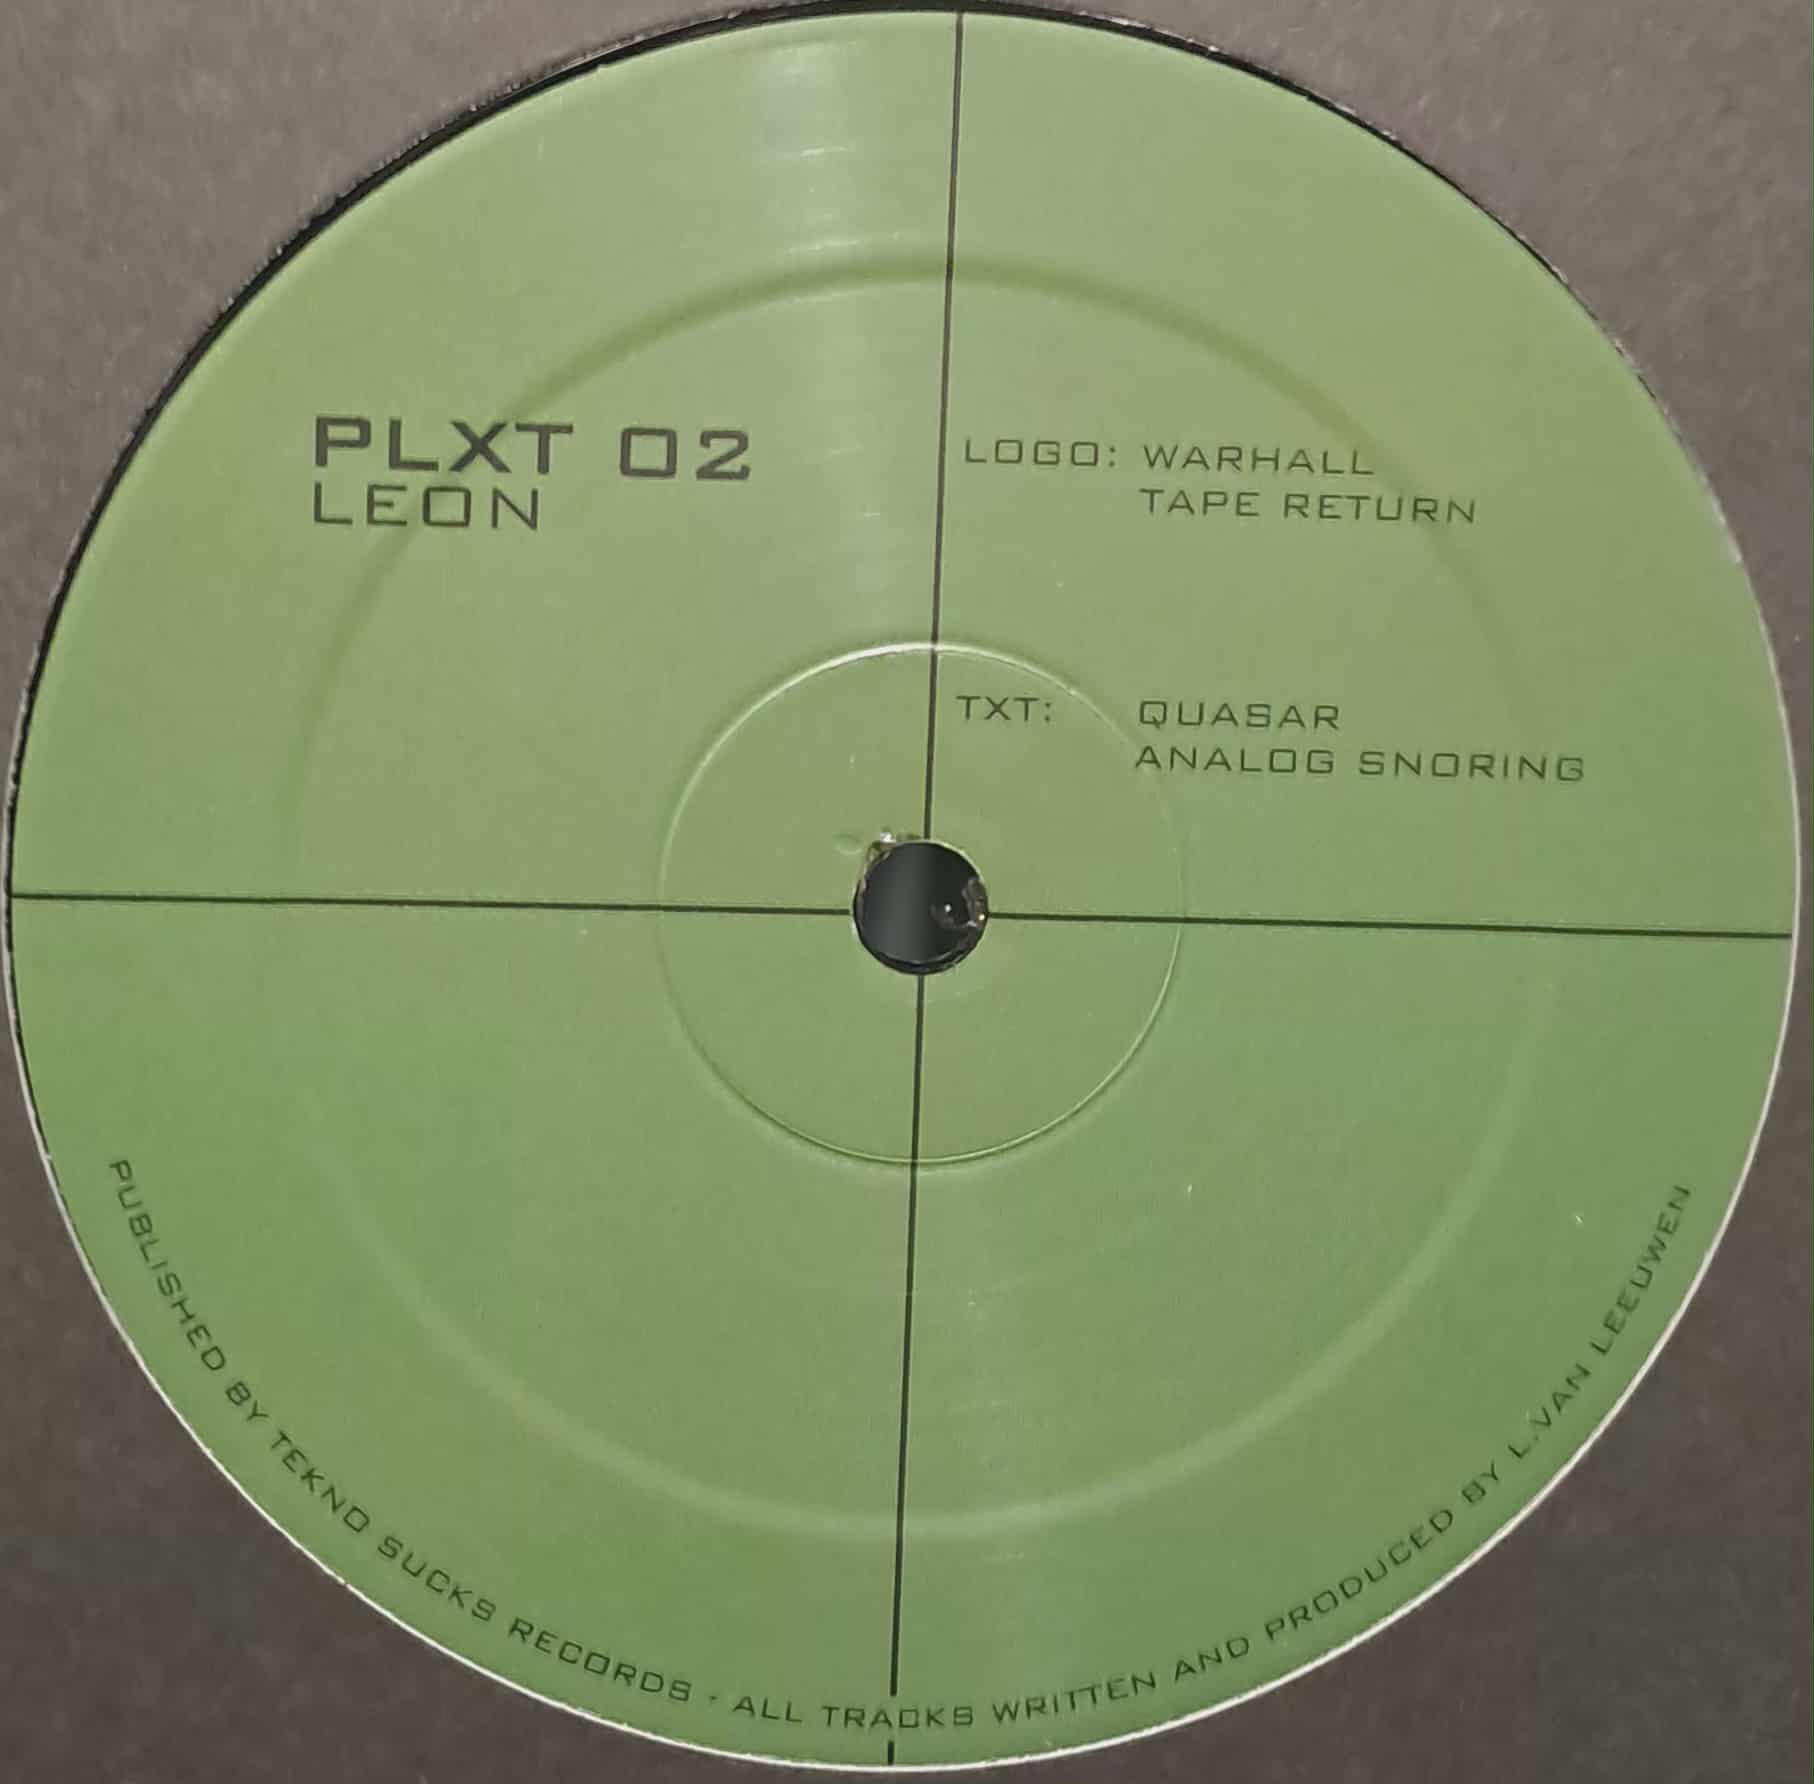 PLXT 02
LEON
LOGO: WARHALL
TAPE RETURN
TXT: QUASAR
ANALOG SNORING
PUBLISHED BY TEKNO SUCKS RECORDS - ALL TRACKS WRITTEN AND PRODUCED BY L.VAN LEEUWEN